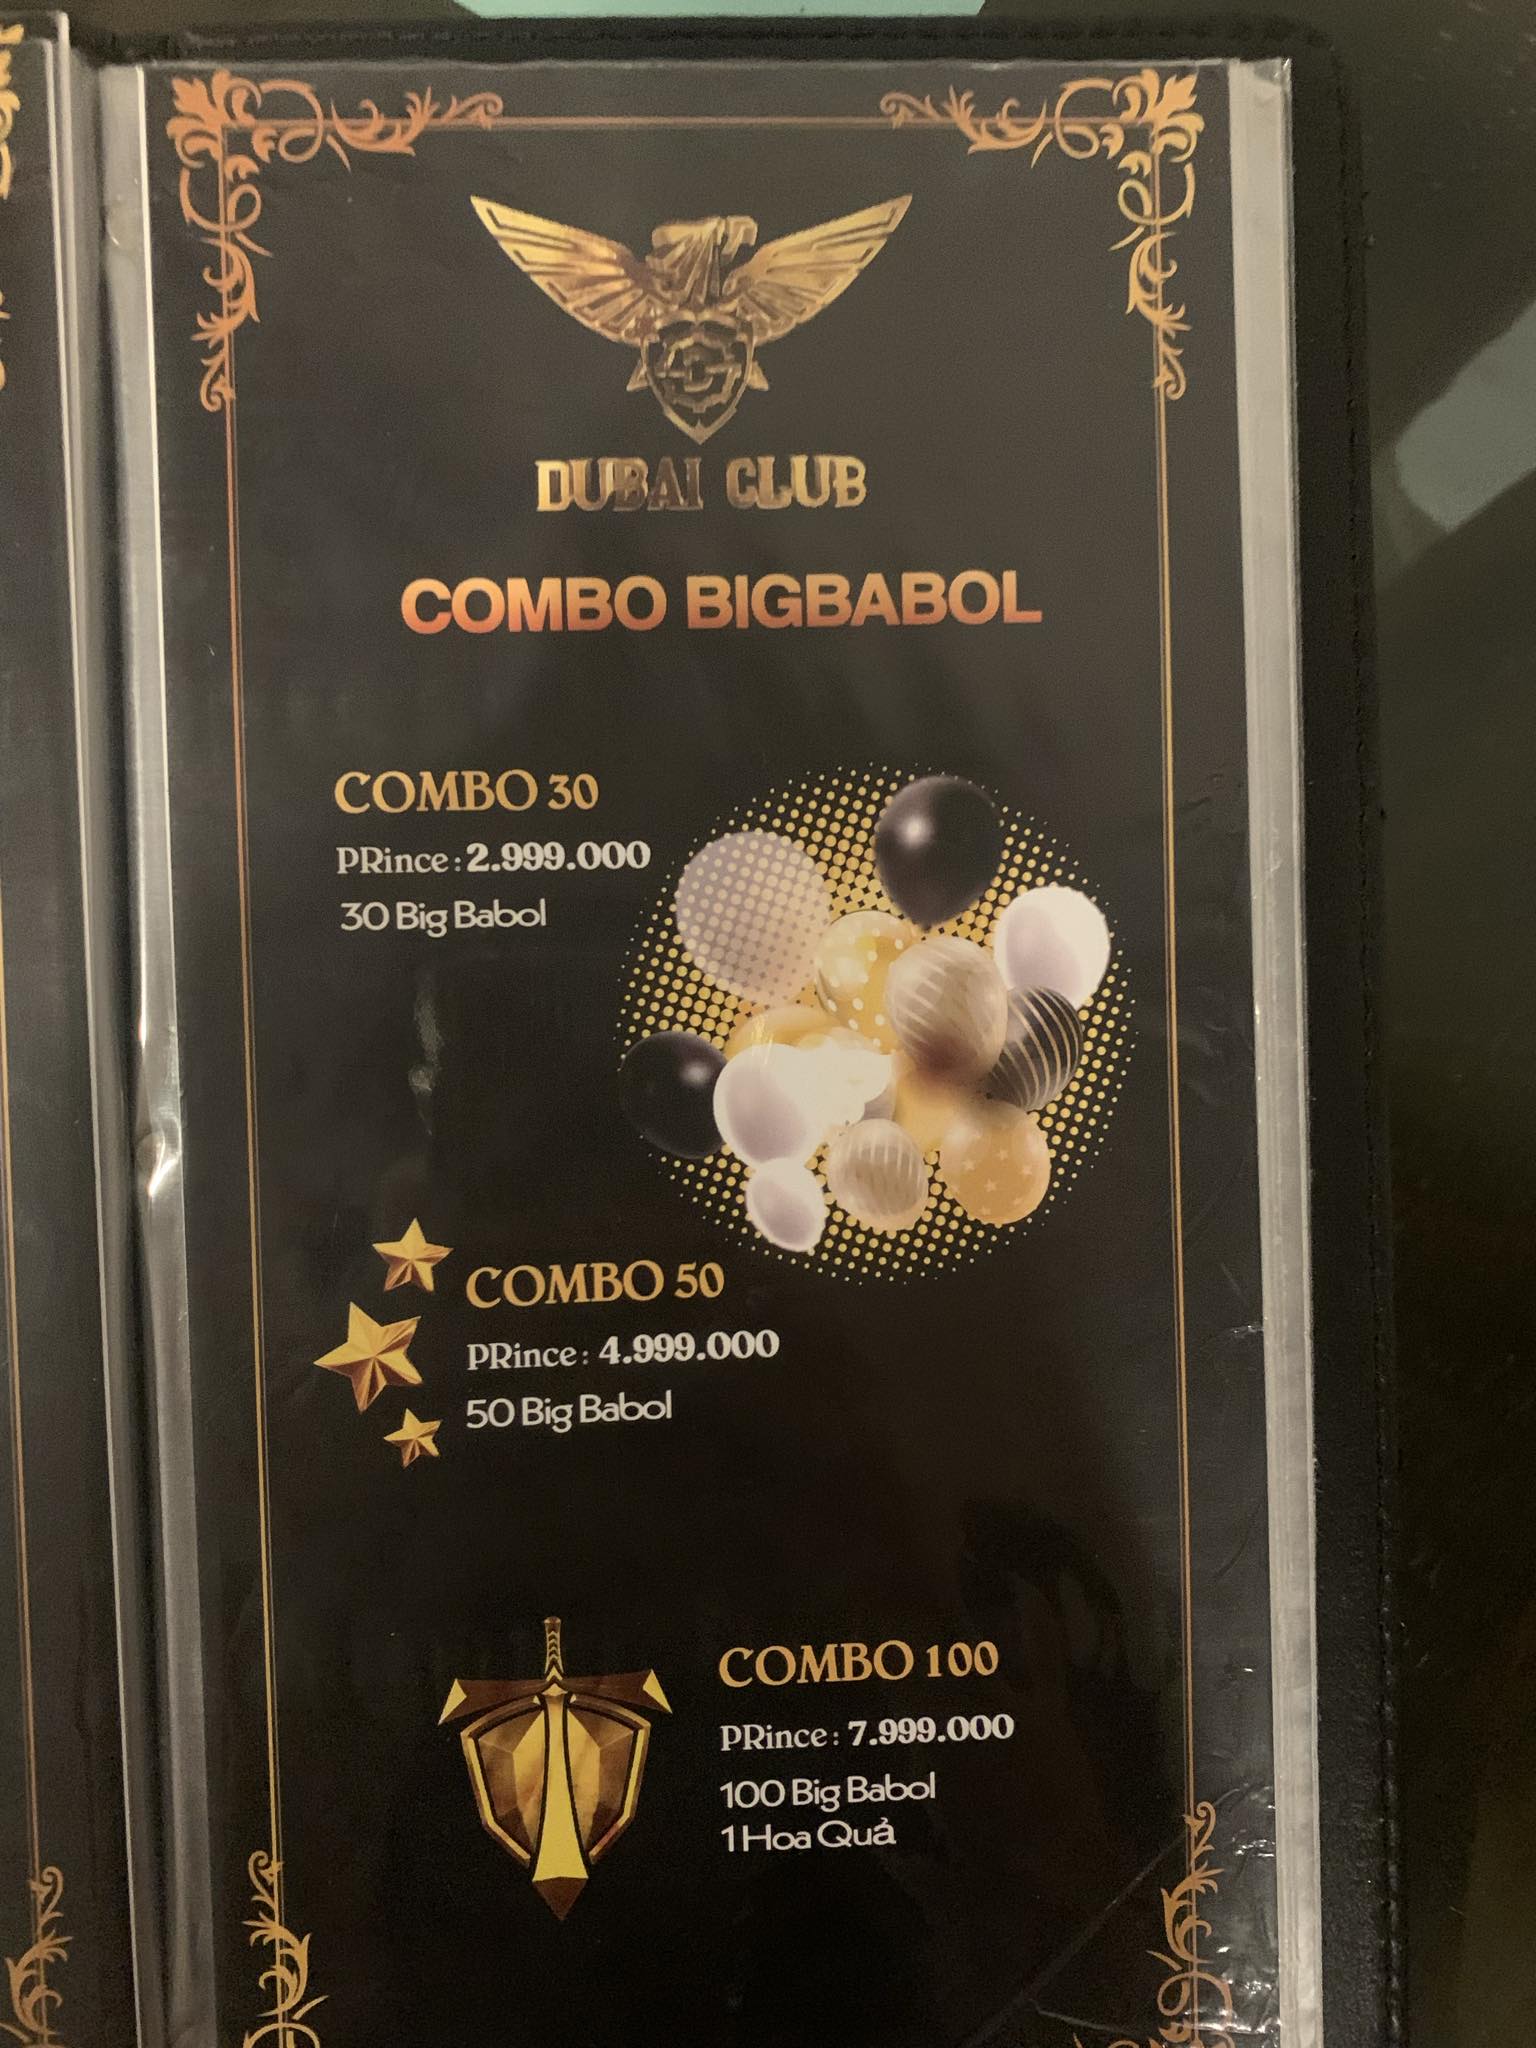 DUBAI CLUB
COMBO BIGBABOL
COMBO 30
PRince: 2.999.000
30 Big Babol
COMBO 50
PRince: 4.999.000
50 Big Babol
COMBO 100
PRince: 7.999.000
100 Big Babol
1 Hoa Quả